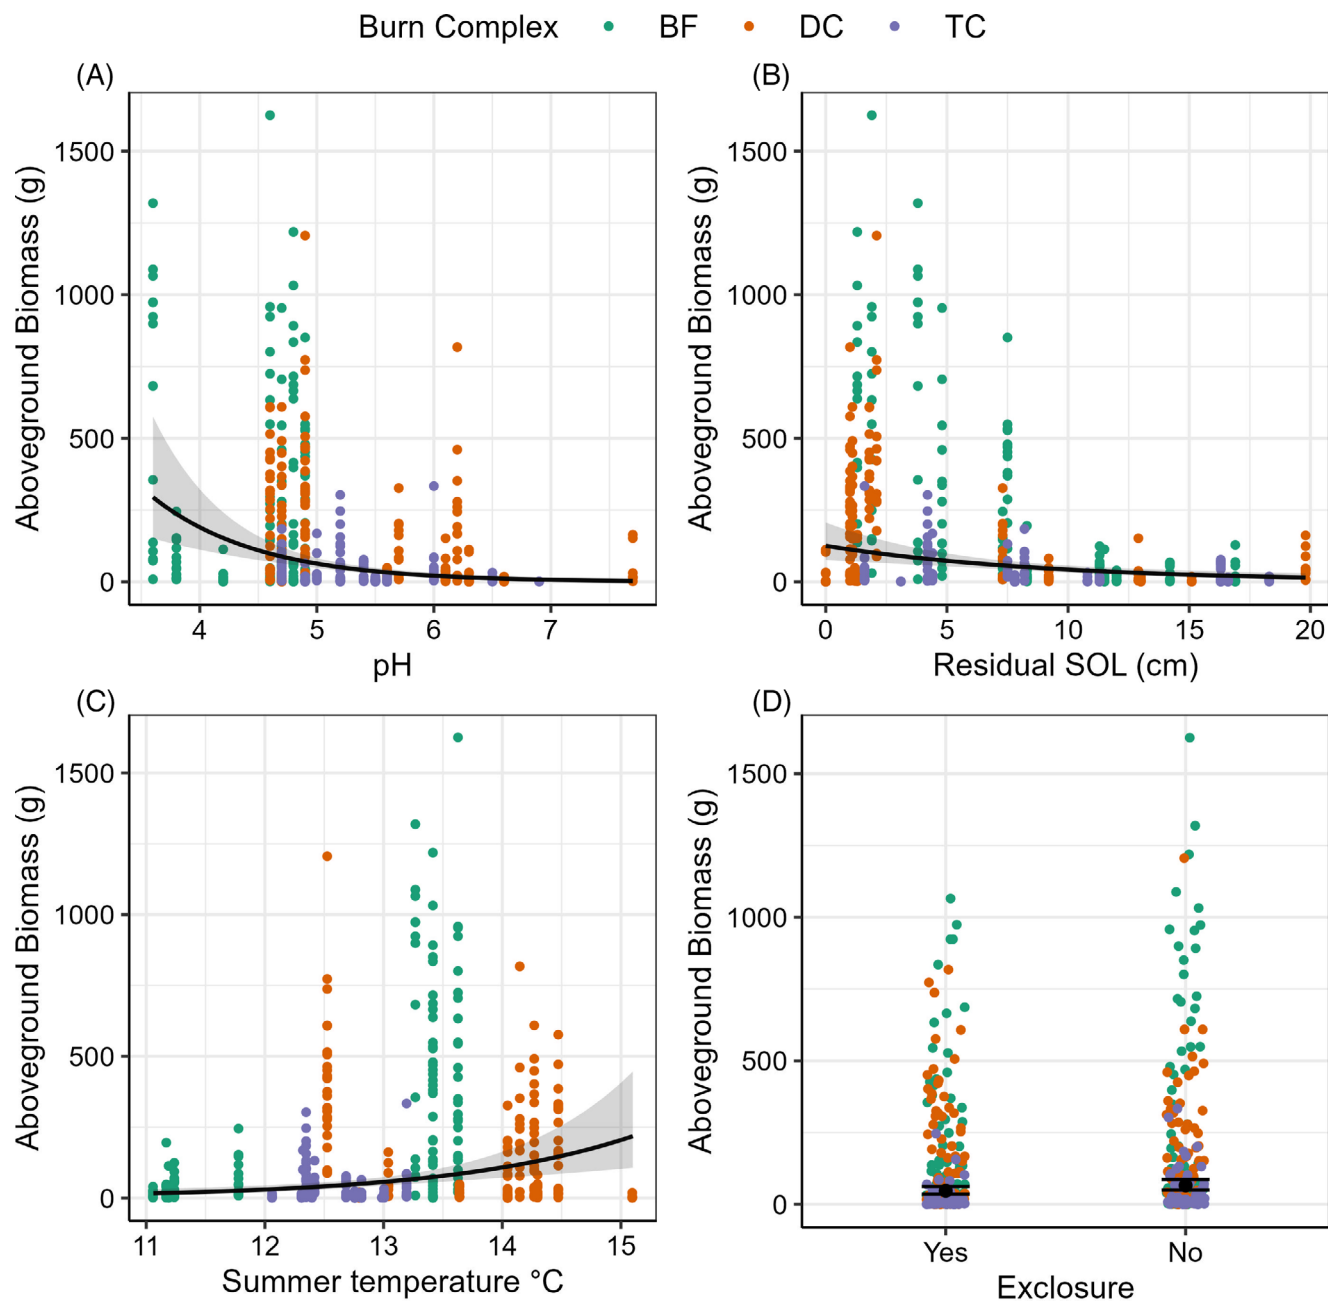 Burn Complex BF DC TC
(A) (B)
Aboveground Biomass (g)
1500
1000
500
0
4 5 6 7
pH
Aboveground Biomass (g)
1500
1000
500
0
0 5 10 15 20
Residual SOL (cm)
(C) (D)
Aboveground Biomass (g)
1500
1000
500
0
11 12 13 14 15
Summer temperature °C
Aboveground Biomass (g)
1500
1000
500
0
Yes No
Exclosure